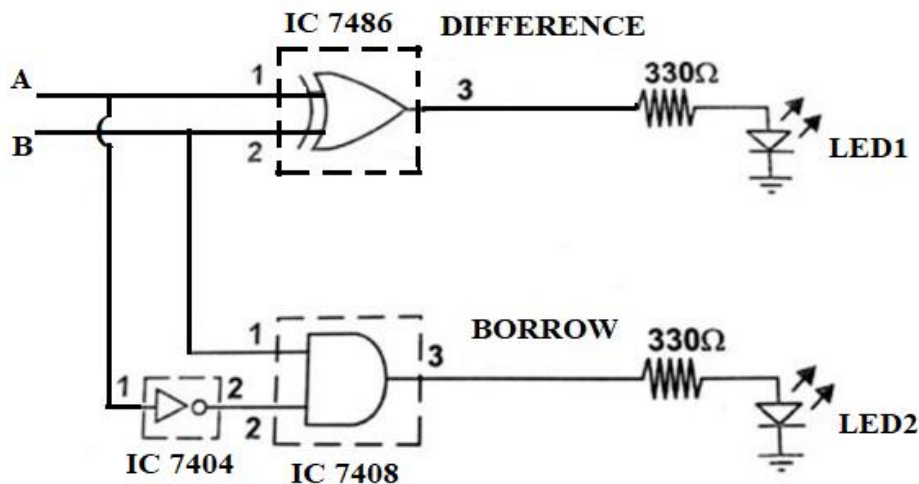 IC 7486
DIFFERENCE
A
1
3
330Ω
B
2
LED1
1
BORROW
3
330Ω
1
2
2
LED2
IC 7404
IC 7408